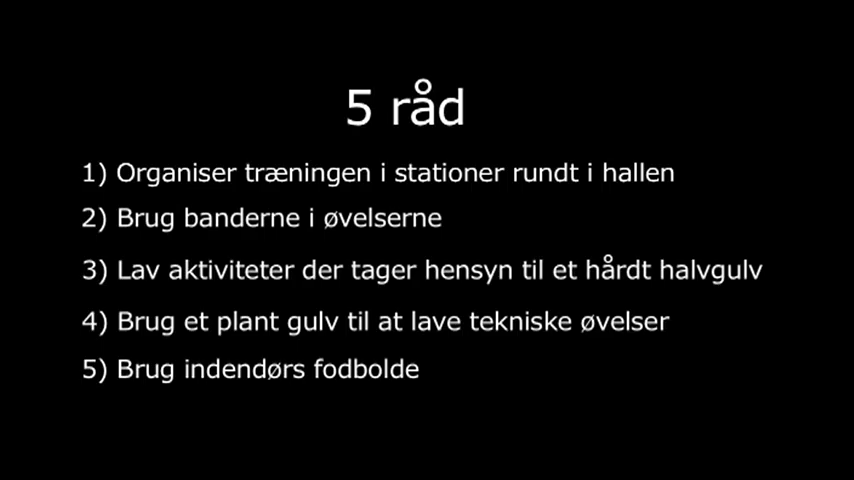 5 råd
1) Organiser træningen i stationer rundt i hallen
2) Brug banderne i øvelserne
3) Lav aktiviteter der tager hensyn til et hårdt halvgulv
4) Brug et plant gulv til at lave tekniske øvelser
5) Brug indendørs fodbolde